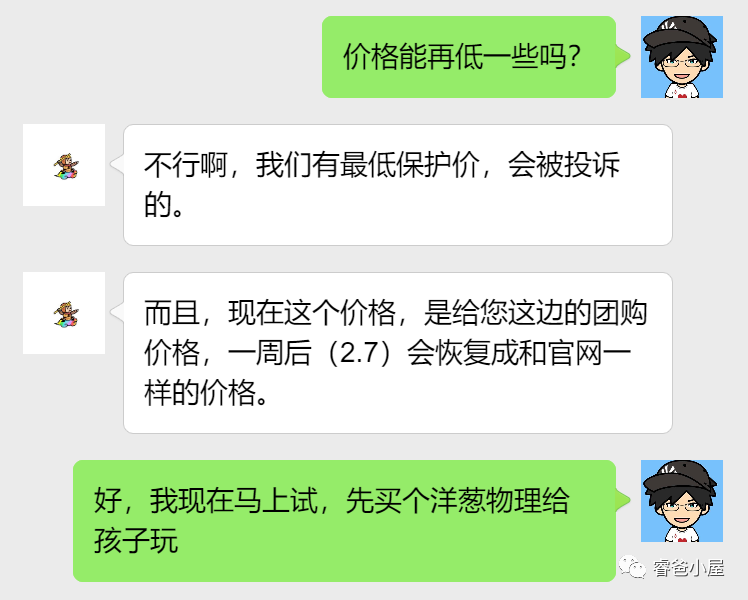 价格能再低一些吗？
不行啊，我们有最低保护价，会被投诉
的。
而且，现在这个价格，是给您这边的团购
价格，一周后（2.7）会恢复成和官网一
样的价格。
好，我现在马上试，先买个洋葱物理给
孩子玩
睿爸小屋